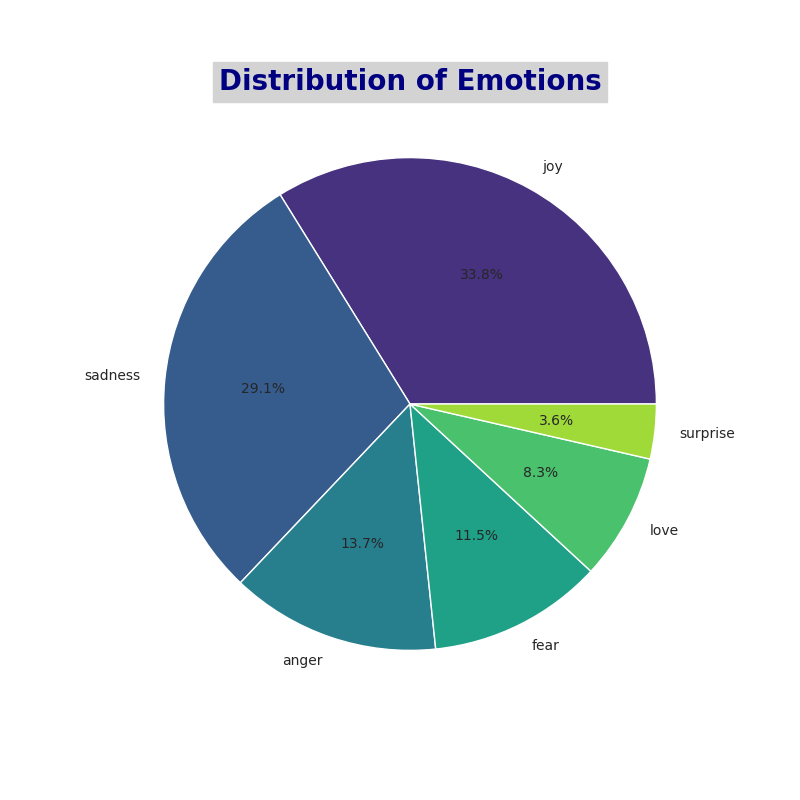 Distribution of Emotions
joy
33.8%
sadness
29.1%
anger
13.7%
fear
11.5%
love
8.3%
surprise
3.6%